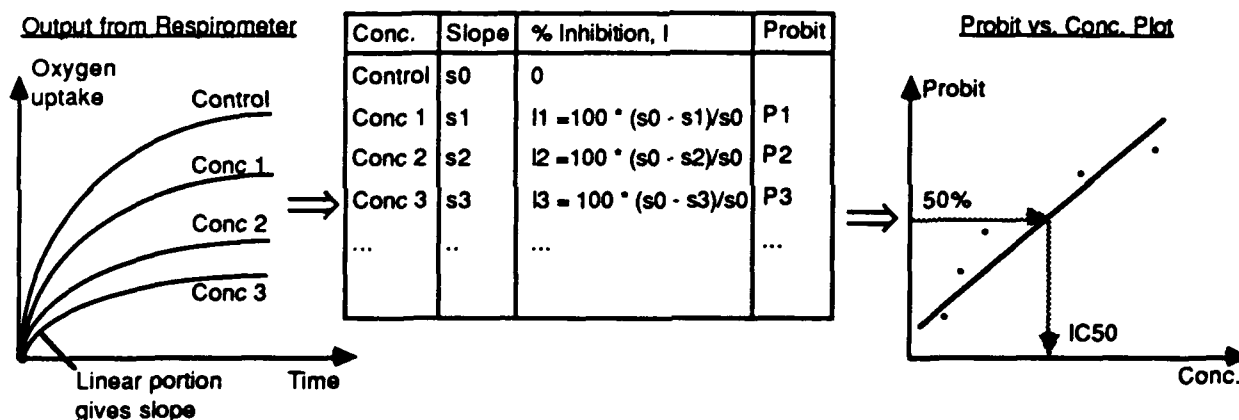 Output from Respirometer
Oxygen
uptake
Control
Conc 1
Conc 2
Conc 3
Linear portion
gives slope
Time
Conc. Slope % Inhibition, I Probit
Control s0 0
Conc 1 s1 I1 =100 * (s0 - s1)/s0 P1
Conc 2 s2 I2 =100 * (s0 - s2)/s0 P2
Conc 3 s3 I3 = 100 * (s0 - s3)/s0 P3
... .. ... ...
Probit vs. Conc. Plot
Probit
50%
IC50
Conc.